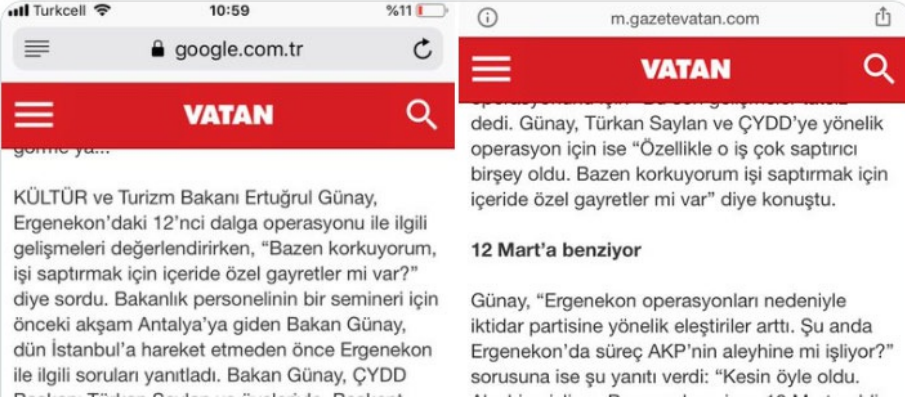 Turkcell 10:59 %11
google.com.tr
VATAN
görme ya...
KÜLTÜR ve Turizm Bakanı Ertuğrul Günay,
Ergenekon'daki 12'nci dalga operasyonu ile ilgili
gelişmeleri değerlendirirken, “Bazen korkuyorum,
işi saptırmak için içeride özel gayretler mi var?”
diye sordu. Bakanlık personelinin bir semineri için
önceki akşam Antalya'ya giden Bakan Günay,
dün İstanbul'a hareket etmeden önce Ergenekon
ile ilgili soruları yanıtladı. Bakan Günay, ÇYDD
m.gazetevatan.com
VATAN
dedi. Günay, Türkan Saylan ve ÇYDD'ye yönelik
operasyon için ise “Özellikle o iş çok saptırıcı
birşey oldu. Bazen korkuyorum işi saptırmak için
içeride özel gayretler mi var” diye konuştu.
12 Mart'a benziyor
Günay, “Ergenekon operasyonları nedeniyle
iktidar partisine yönelik eleştiriler arttı. Şu anda
Ergenekon'da süreç AKP'nin aleyhine mi işliyor?”
sorusuna ise şu yanıtı verdi: “Kesin öyle oldu.